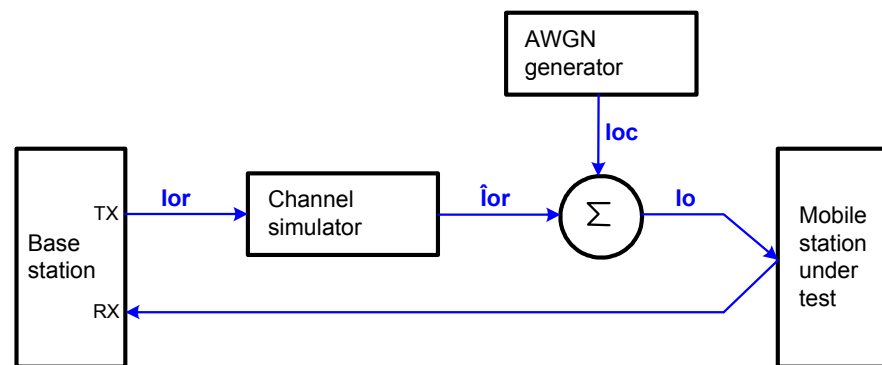 AWGN
generator
Ioc
Ior
Channel
simulator
Îor
Σ
Io
TX
Base
station
RX
Mobile
station
under
test